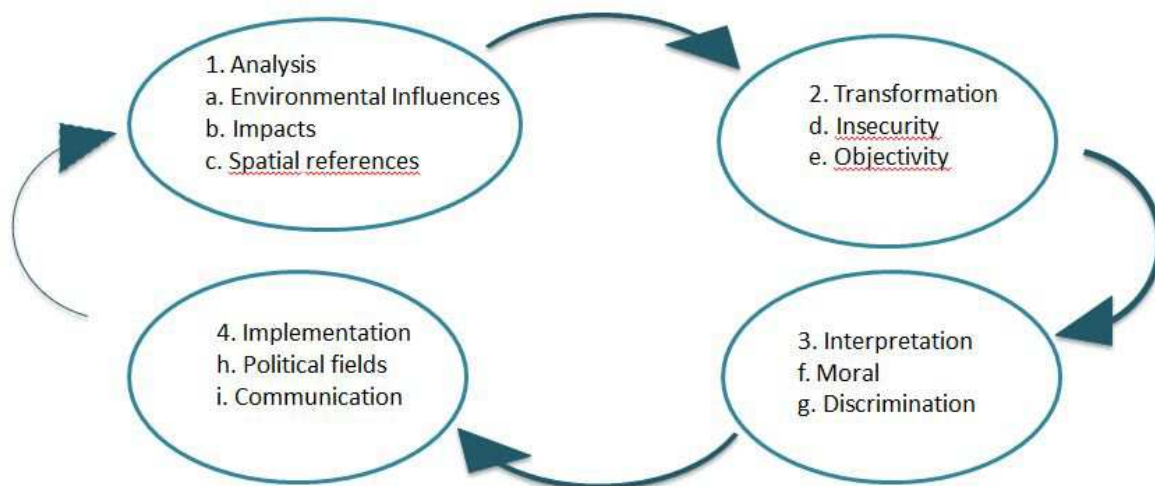 1. Analysis
a. Environmental Influences
b. Impacts
c. Spatial references
2. Transformation
d. Insecurity
e. Objectivity
3. Interpretation
f. Moral
g. Discrimination
4. Implementation
h. Political fields
i. Communication